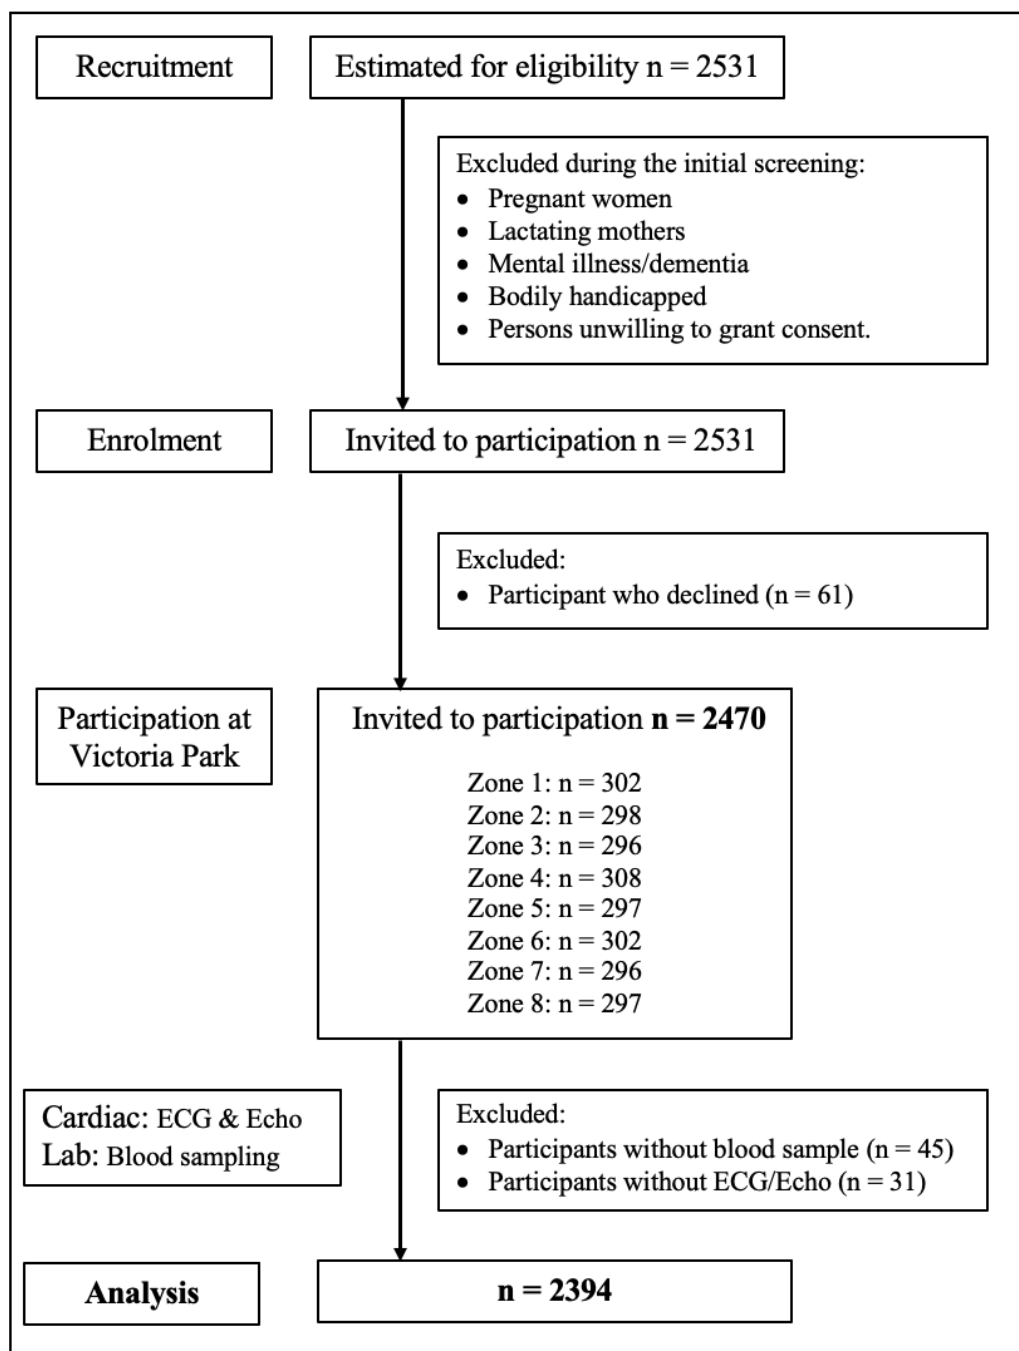 Recruitment
Estimated for eligibility n = 2531
Excluded during the initial screening:
• Pregnant women
• Lactating mothers
• Mental illness/dementia
• Bodily handicapped
• Persons unwilling to grant consent.
Enrolment
Invited to participation n = 2531
Excluded:
• Participant who declined (n = 61)
Participation at
Victoria Park
Invited to participation n = 2470
Zone 1: n = 302
Zone 2: n = 298
Zone 3: n = 296
Zone 4: n = 308
Zone 5: n = 297
Zone 6: n = 302
Zone 7: n = 296
Zone 8: n = 297
Cardiac: ECG & Echo
Lab: Blood sampling
Excluded:
• Participants without blood sample (n = 45)
• Participants without ECG/Echo (n = 31)
Analysis
n = 2394